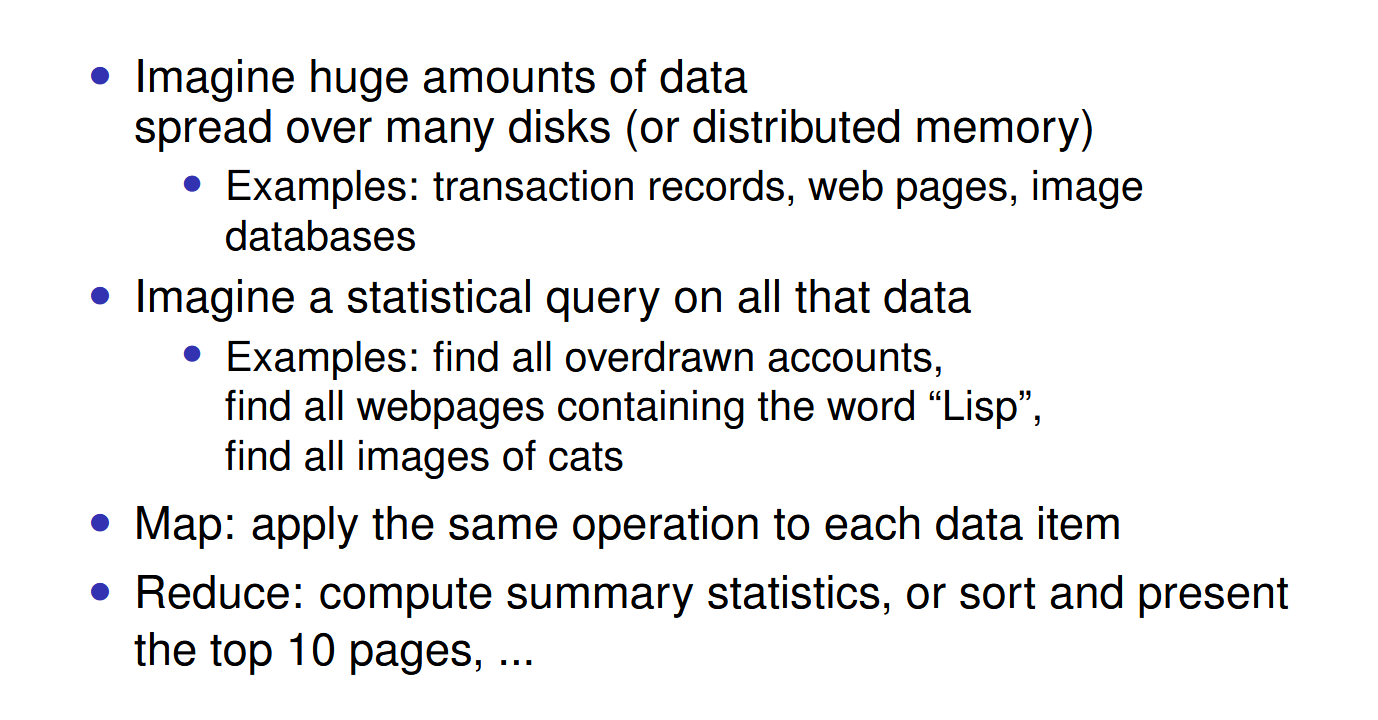 Imagine huge amounts of data
spread over many disks (or distributed memory)
Examples: transaction records, web pages, image
databases
Imagine a statistical query on all that data
Examples: find all overdrawn accounts,
find all webpages containing the word “Lisp”,
find all images of cats
Map: apply the same operation to each data item
Reduce: compute summary statistics, or sort and present
the top 10 pages, ...